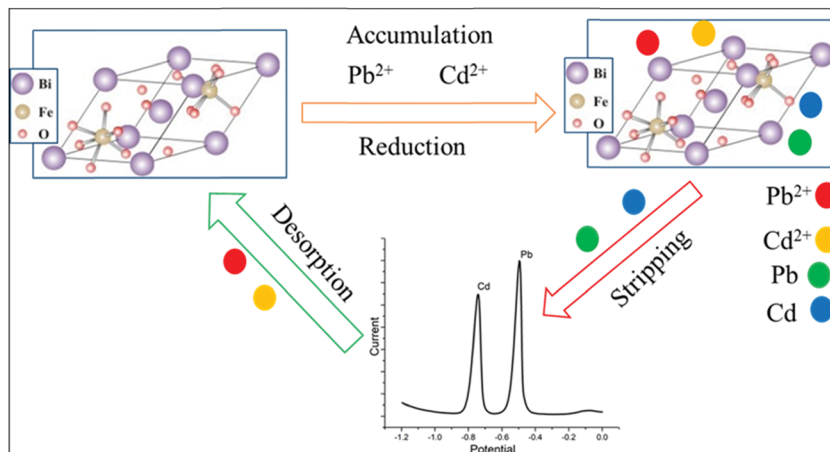 Accumulation
Pb²⁺ Cd²⁺
Reduction
Bi
Fe
O
Bi
Fe
O
Pb²⁺
Cd²⁺
Pb
Cd
Desorption
Stripping
Cd
Pb
Current
-1.2 -1.0 -0.8 -0.6 -0.4 -0.2 0.0
Potential